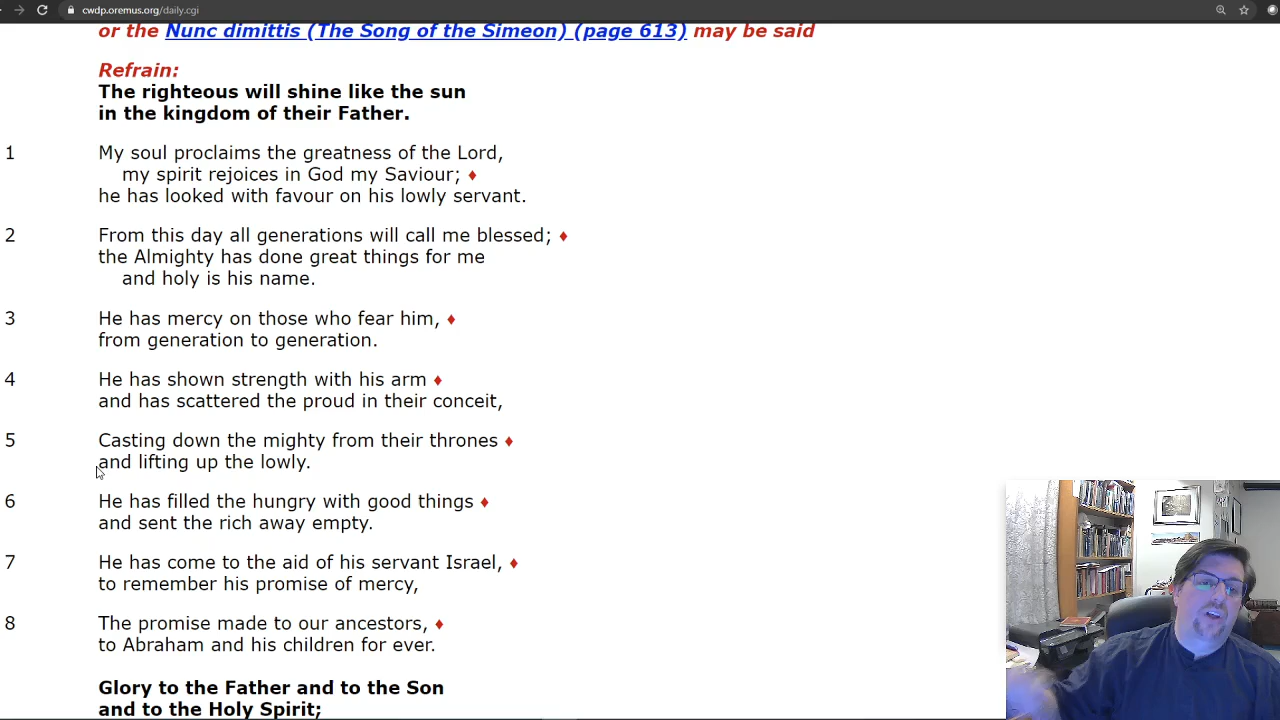 cwdp.oremus.org/daily.cgi
or the Nunc dimittis (The Song of the Simeon) (page 613) may be said
Refrain:
The righteous will shine like the sun
in the kingdom of their Father.
1 My soul proclaims the greatness of the Lord,
my spirit rejoices in God my Saviour; ♦
he has looked with favour on his lowly servant.
2 From this day all generations will call me blessed; ♦
the Almighty has done great things for me
and holy is his name.
3 He has mercy on those who fear him, ♦
from generation to generation.
4 He has shown strength with his arm ♦
and has scattered the proud in their conceit,
5 Casting down the mighty from their thrones ♦
and lifting up the lowly.
6 He has filled the hungry with good things ♦
and sent the rich away empty.
7 He has come to the aid of his servant Israel, ♦
to remember his promise of mercy,
8 The promise made to our ancestors, ♦
to Abraham and his children for ever.
Glory to the Father and to the Son
and to the Holy Spirit;